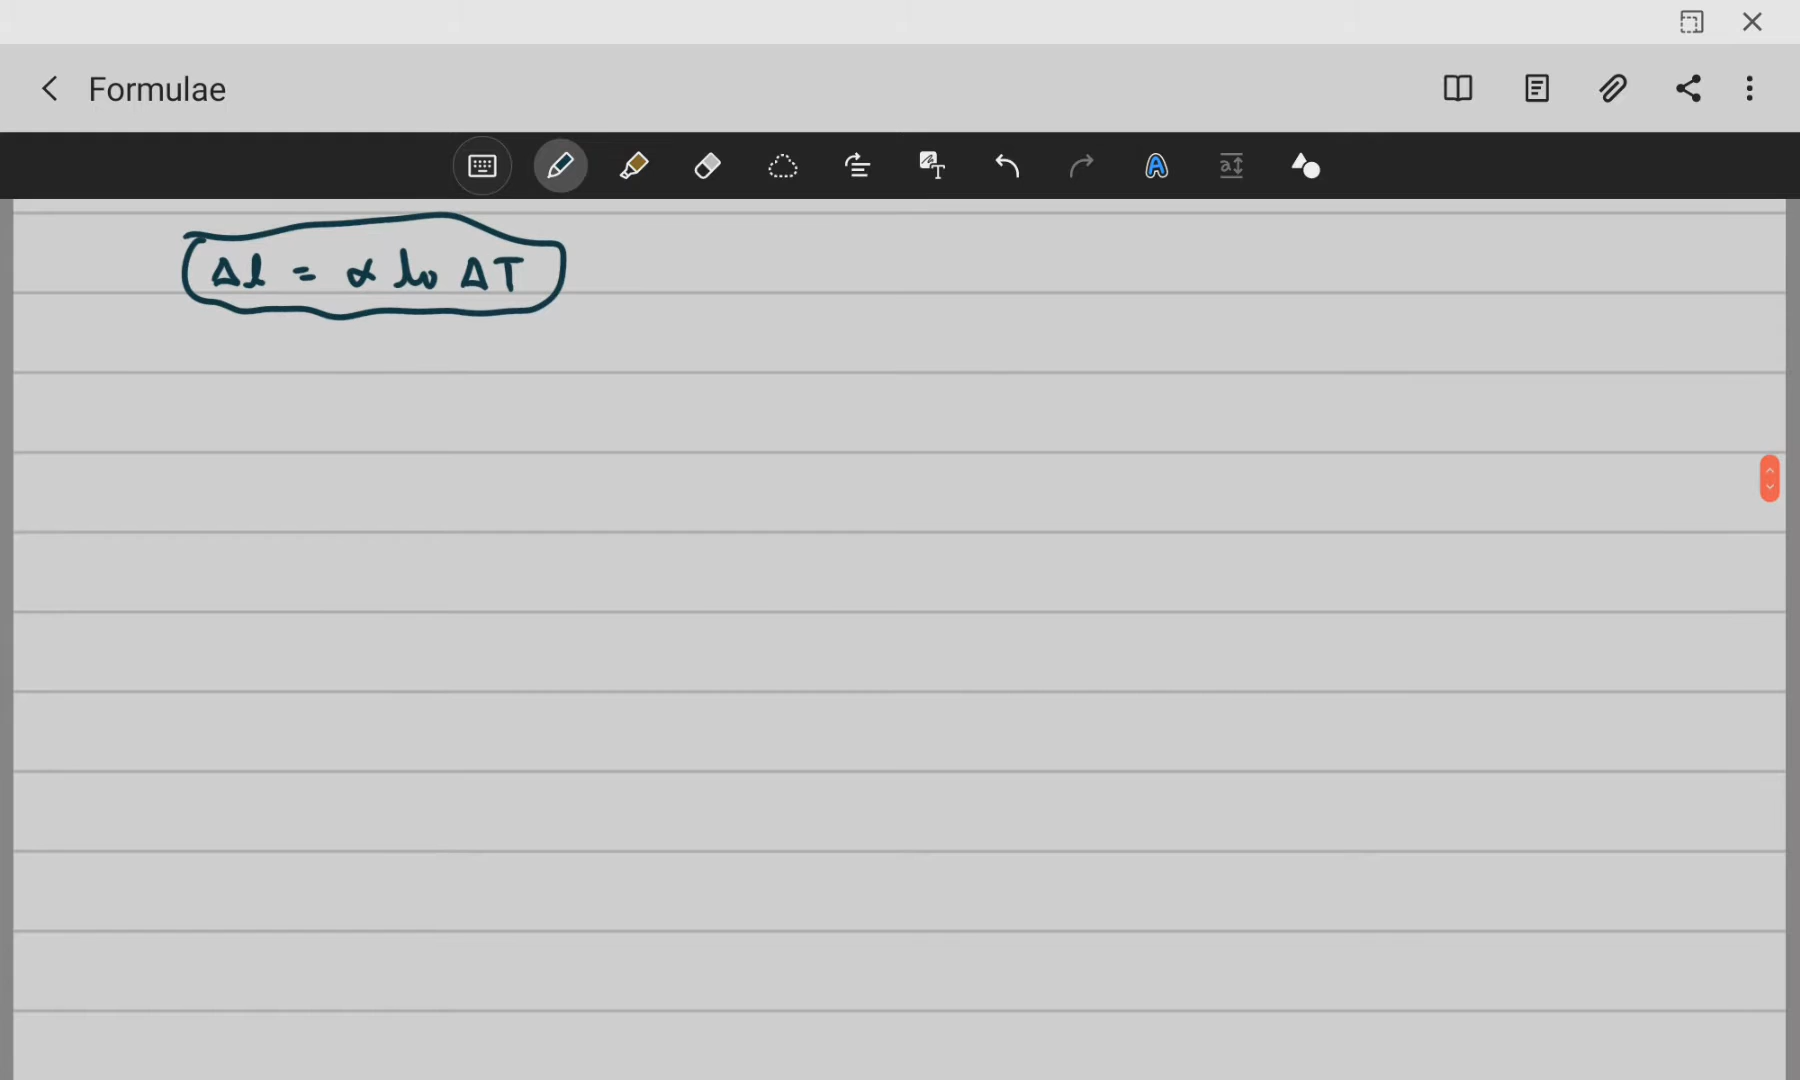 Formulae
Δl = α l₀ ΔT